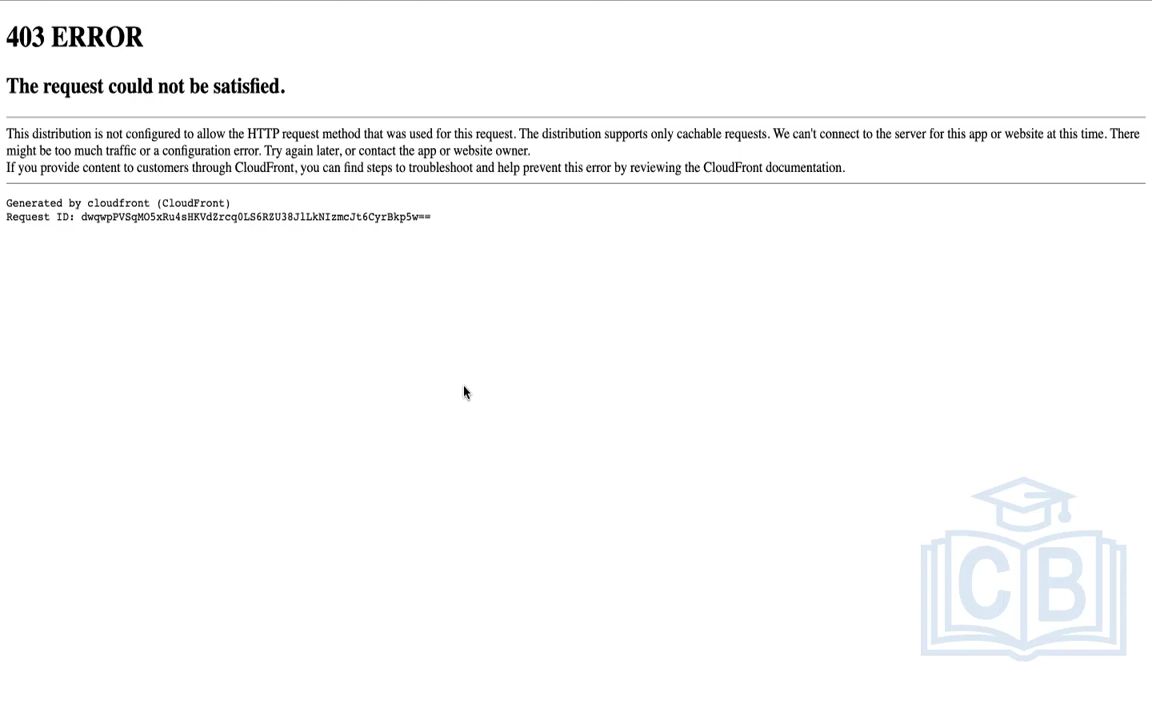 403 ERROR
The request could not be satisfied.
This distribution is not configured to allow the HTTP request method that was used for this request. The distribution supports only cachable requests. We can't connect to the server for this app or website at this time. There
might be too much traffic or a configuration error. Try again later, or contact the app or website owner.
If you provide content to customers through CloudFront, you can find steps to troubleshoot and help prevent this error by reviewing the CloudFront documentation.
Generated by cloudfront (CloudFront)
Request ID: dwqwpPVSqMO5xRu4sHKVdZrcq0LS6RZU38JlLkNIzmcJt6CyrBkp5w==
CB